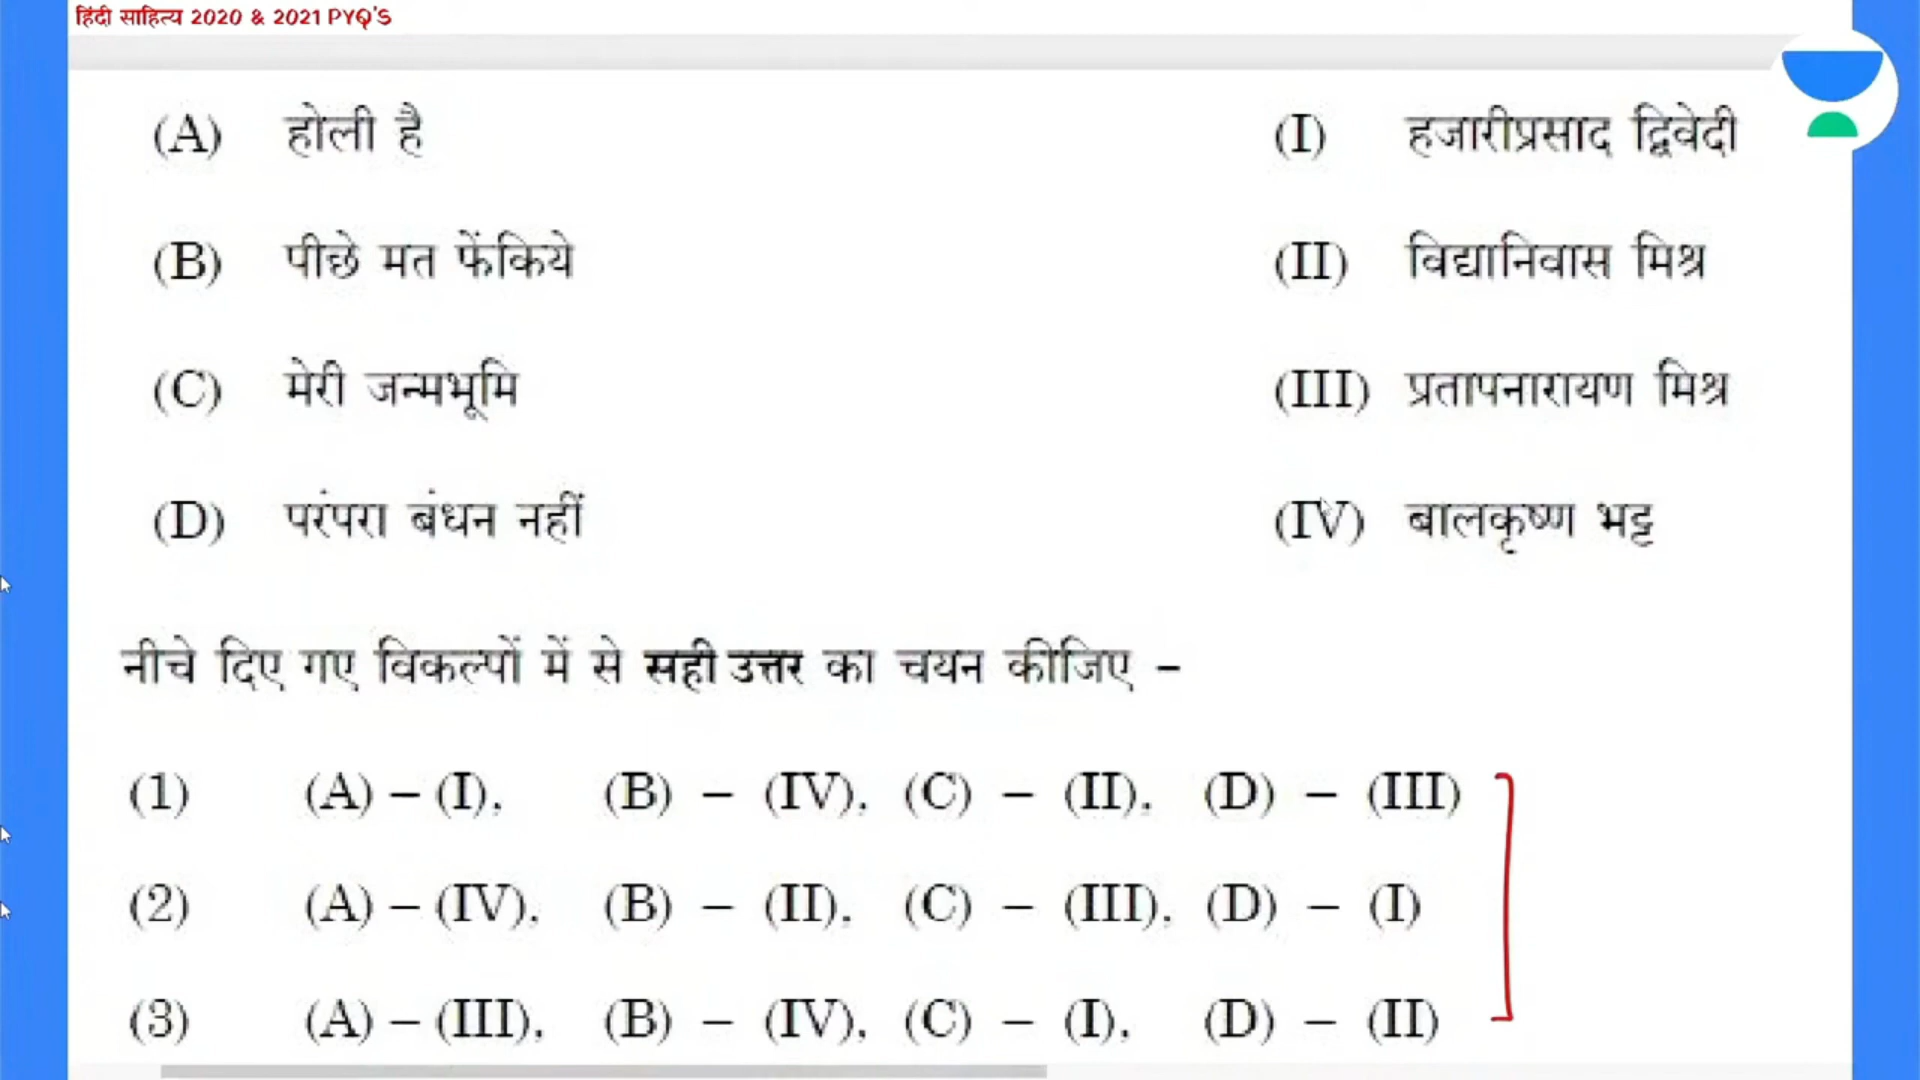 हिंदी साहित्य 2020 & 2021 PYQ'S
(A) होली है (I) हजारीप्रसाद द्विवेदी
(B) पीछे मत फेंकिये (II) विद्यानिवास मिश्र
(C) मेरी जन्मभूमि (III) प्रतापनारायण मिश्र
(D) परंपरा बंधन नहीं (IV) बालकृष्ण भट्ट
नीचे दिए गए विकल्पों में से सही उत्तर का चयन कीजिए –
(1) (A) – (I), (B) – (IV), (C) – (II), (D) – (III)
(2) (A) – (IV), (B) – (II), (C) – (III), (D) – (I)
(3) (A) – (III), (B) – (IV), (C) – (I), (D) – (II)